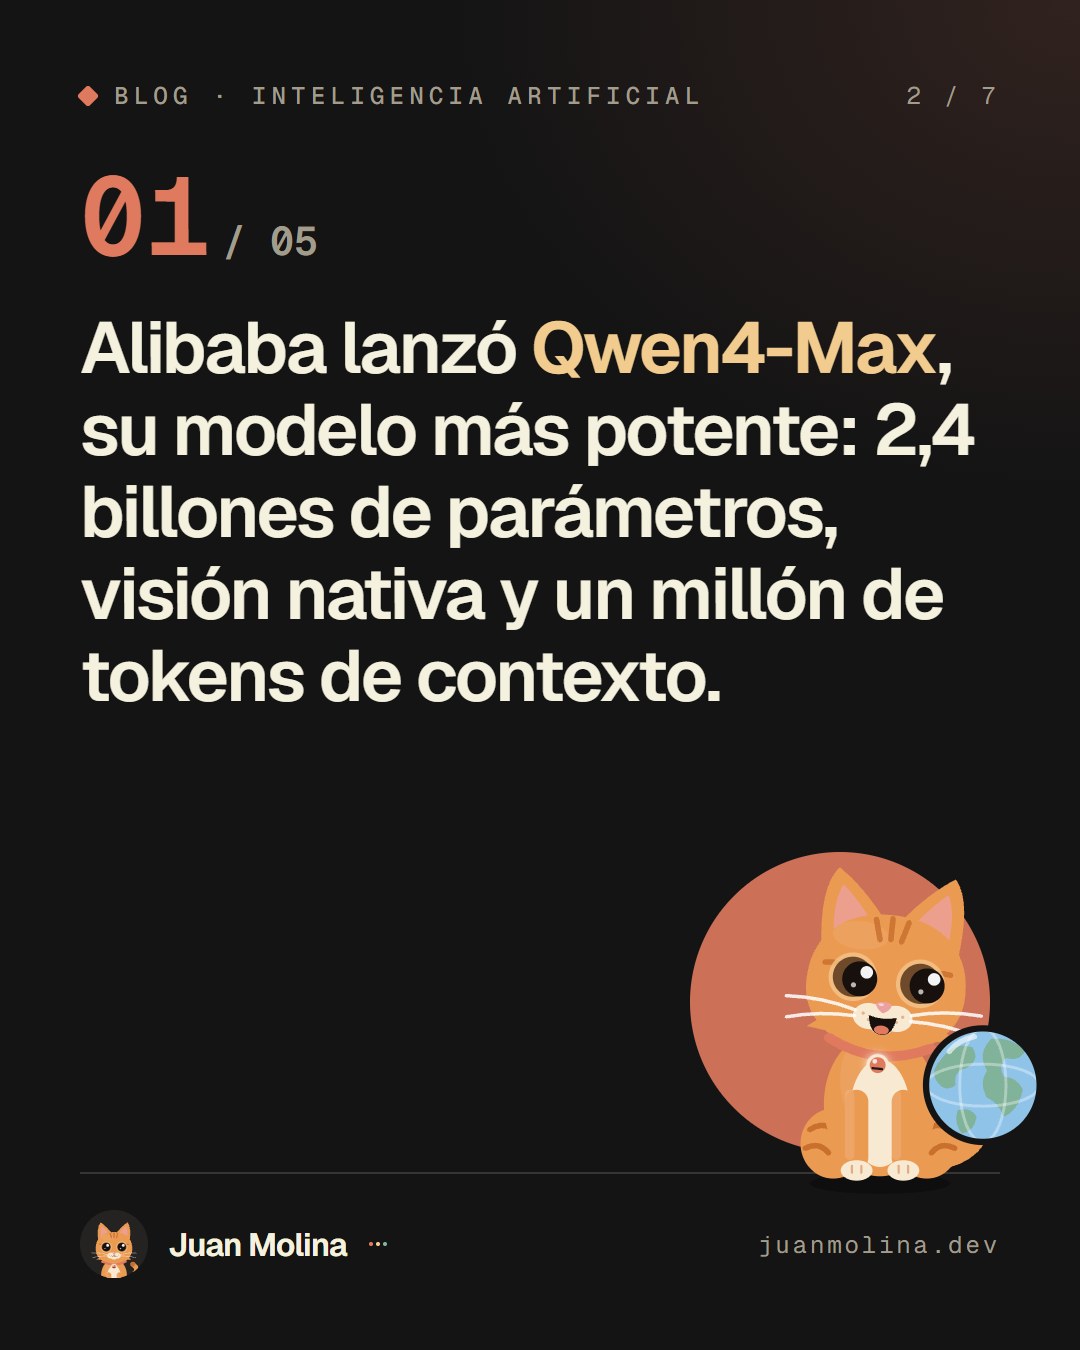 BLOG · INTELIGENCIA ARTIFICIAL
2 / 7
01 / 05
Alibaba lanzó Qwen4-Max,
su modelo más potente: 2,4
billones de parámetros,
visión nativa y un millón de
tokens de contexto.
Juan Molina
juanmolina.dev